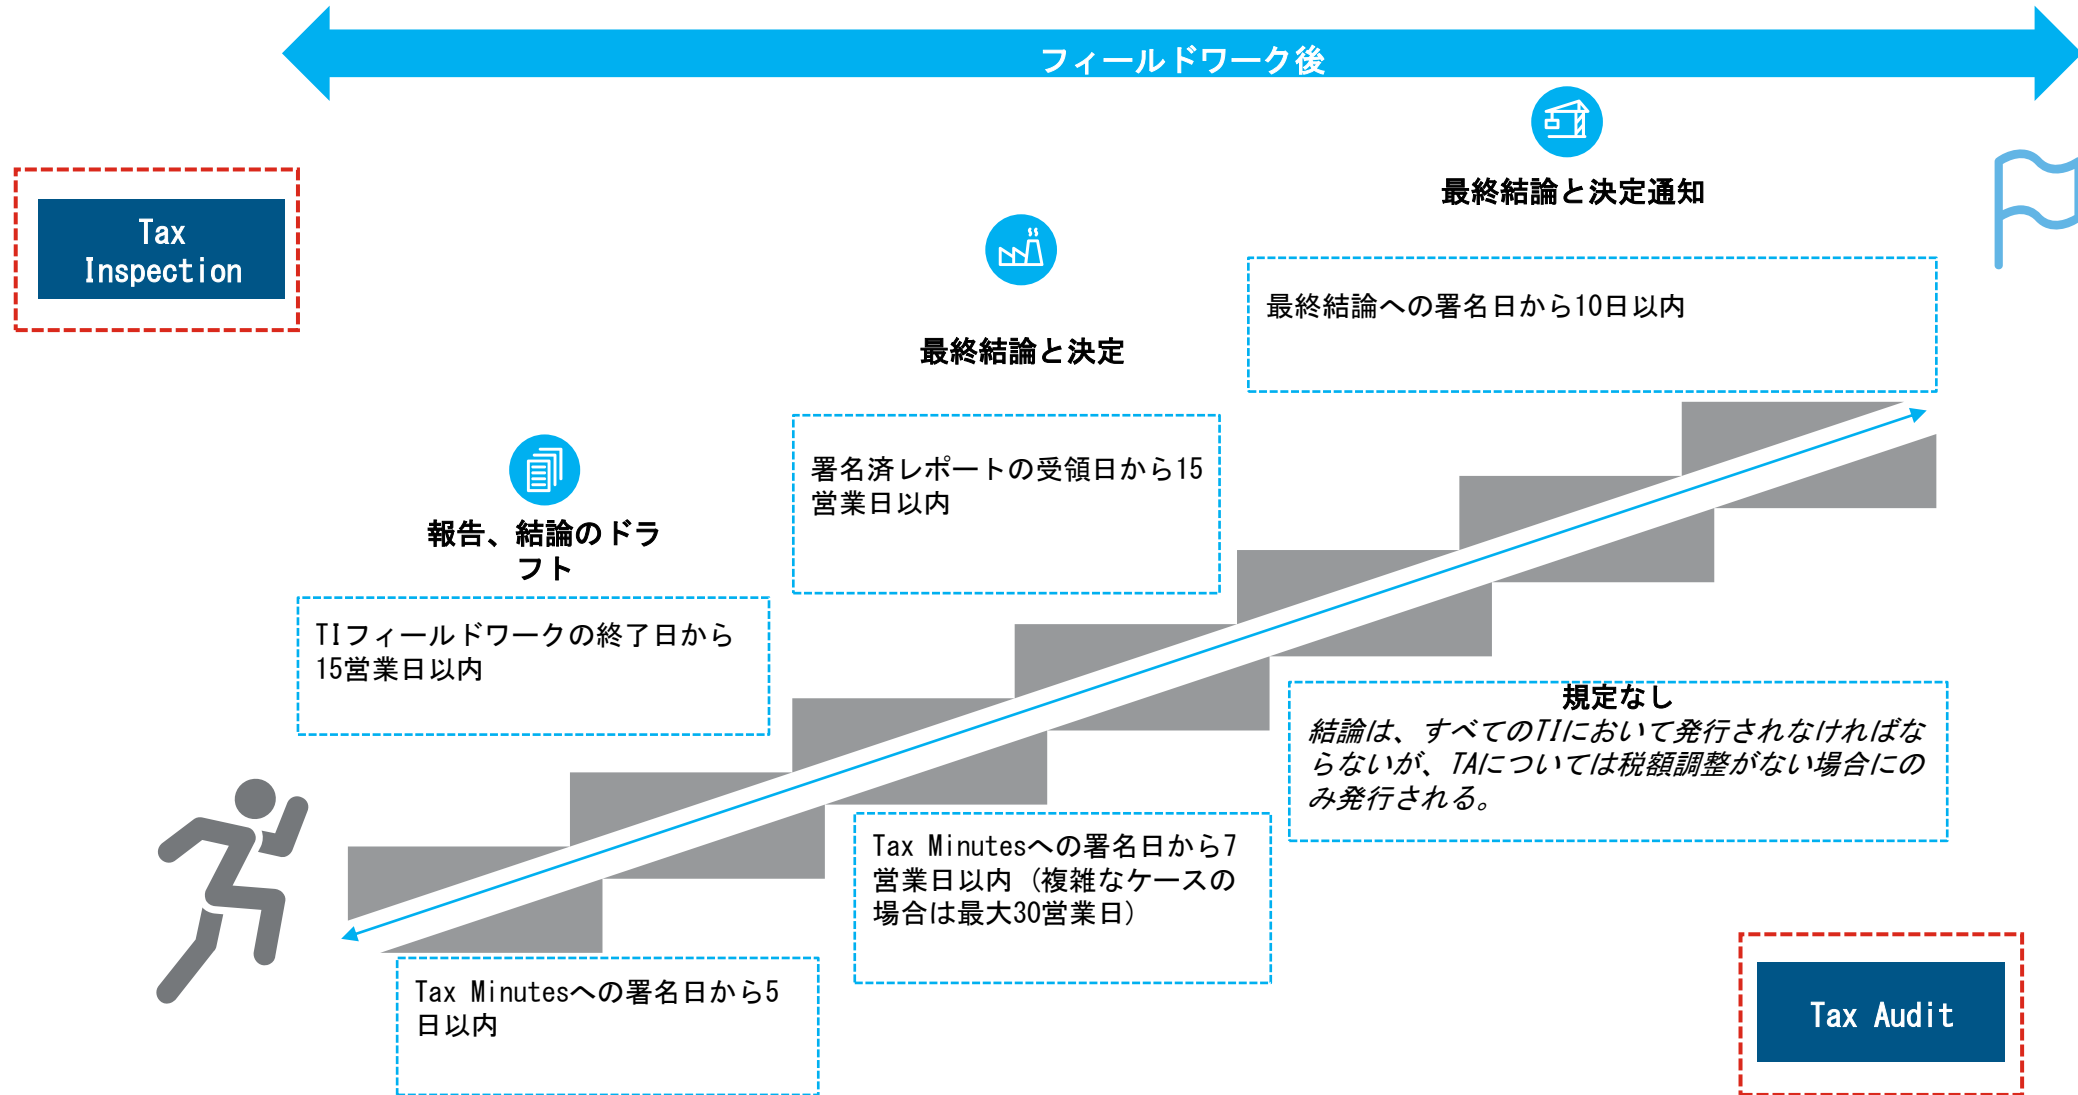 フィールドワーク後
最終結論と決定通知
Tax
Inspection
最終結論への署名日から10日以内
最終結論と決定
署名済レポートの受領日から15
営業日以内
報告、結論のドラ
フト
TIフィールドワークの終了日から
15営業日以内
規定なし
結論は、すべてのTIにおいて発行されなければな
らないが、TAについては税額調整がない場合にの
み発行される。
Tax Minutesへの署名日から7
営業日以内（複雑なケースの
場合は最大30営業日）
Tax Minutesへの署名日から5
日以内
Tax Audit